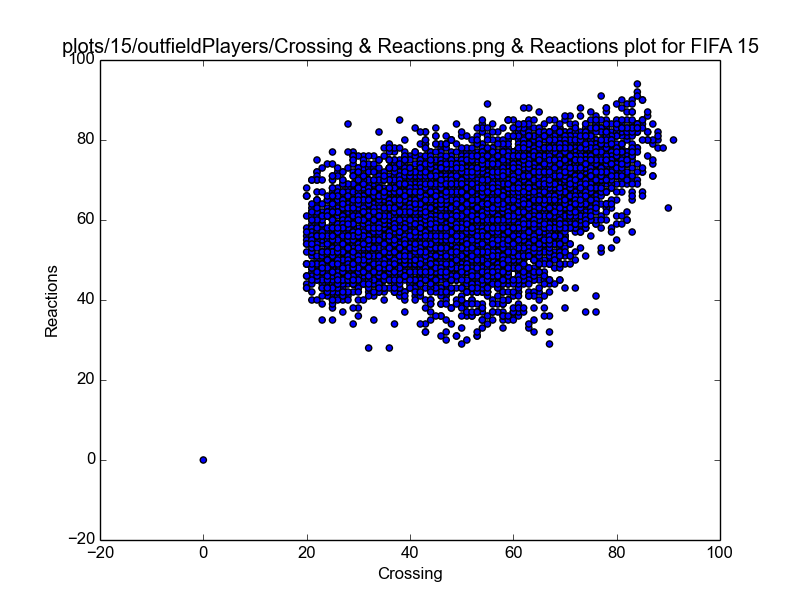 plots/15/outfieldPlayers/Crossing & Reactions.png & Reactions plot for FIFA 15
100
80
60
40
20
0
−20
Reactions
−20 0 20 40 60 80 100
Crossing